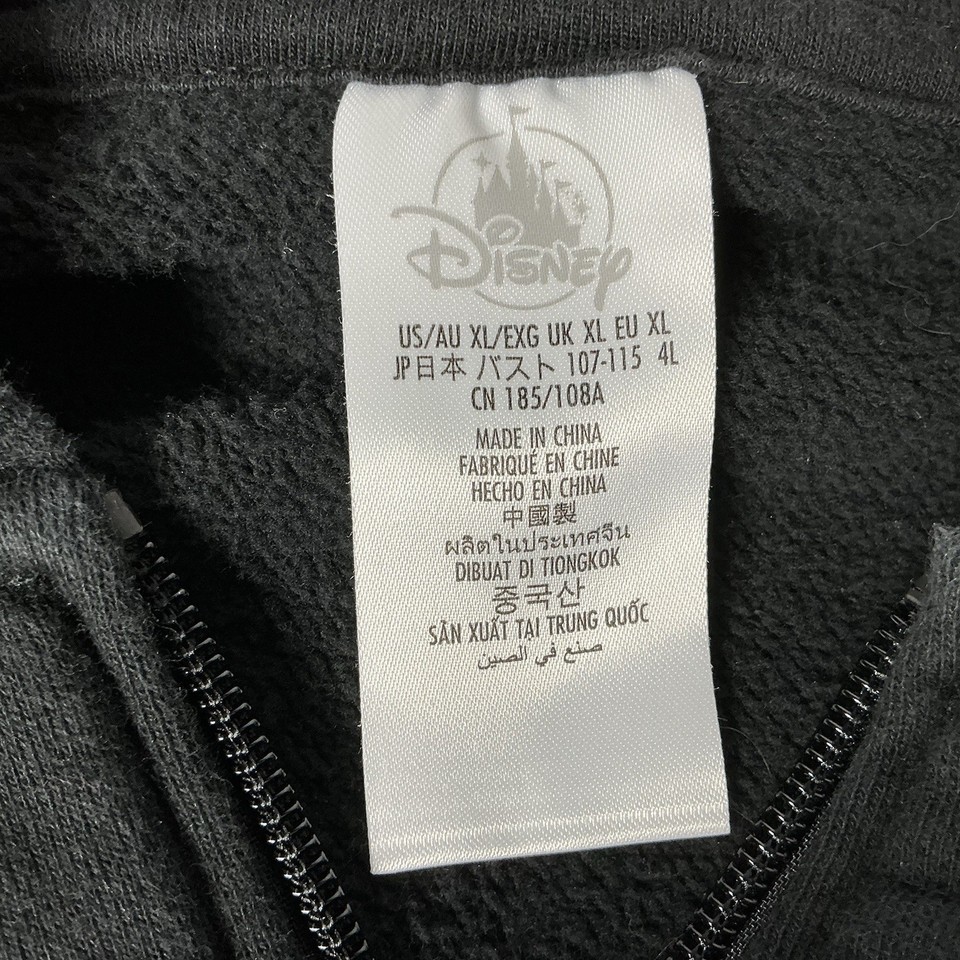 Disney
US/AU XL/EXG UK XL EU XL
JP日本 バスト 107-115 4L
CN 185/108A
MADE IN CHINA
FABRIQUÉ EN CHINE
HECHO EN CHINA
中國製
ผลิตในประเทศจีน
DIBUAT DI TIONGKOK
중국산
SẢN XUẤT TẠI TRUNG QUỐC
صنع في الصين